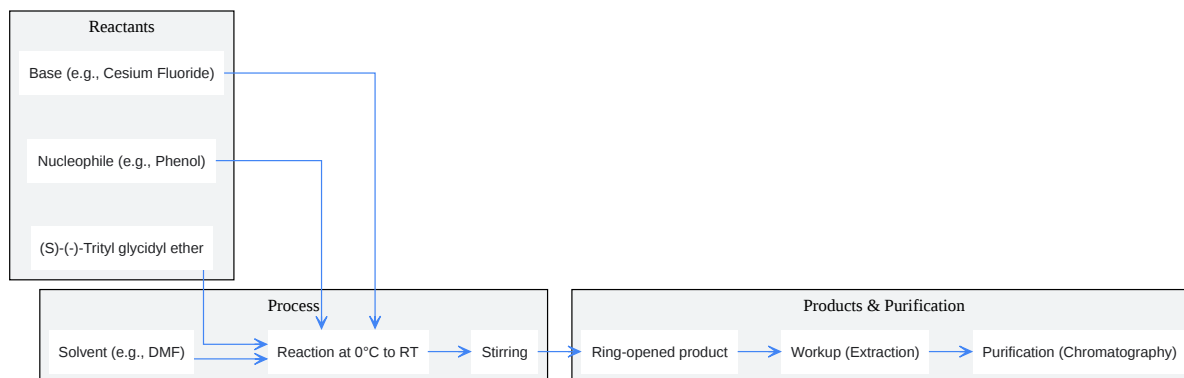 Reactants
Base (e.g., Cesium Fluoride)
Nucleophile (e.g., Phenol)
(S)-(-)-Trityl glycidyl ether
Process
Solvent (e.g., DMF)
Reaction at 0°C to RT
Stirring
Products & Purification
Ring-opened product
Workup (Extraction)
Purification (Chromatography)